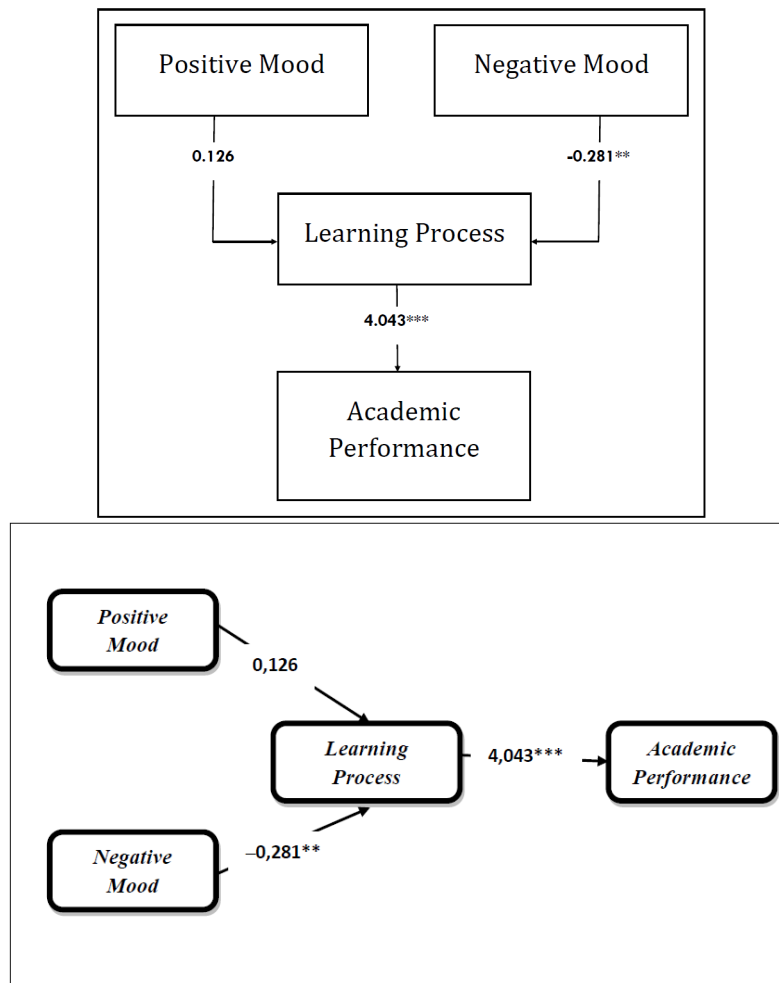 Positive Mood
Negative Mood
0.126
-0.281**
Learning Process
4.043***
Academic
Performance
Positive
Mood
0,126
Learning
Process
4,043***
Academic
Performance
–0,281**
Negative
Mood